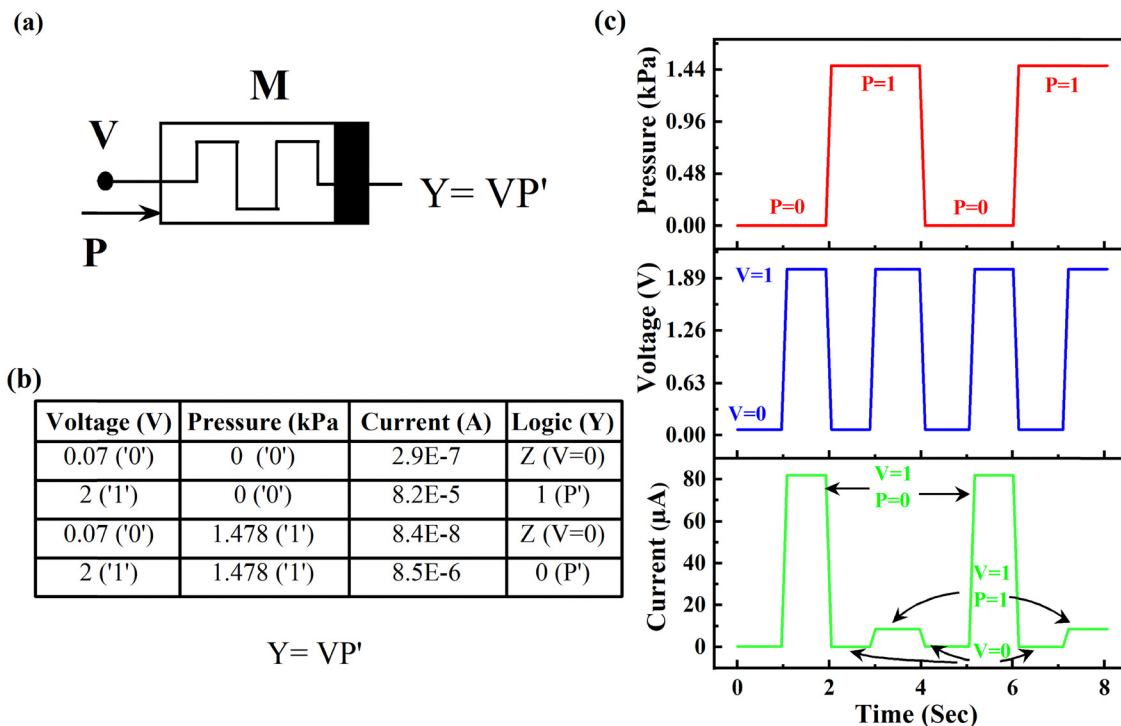 (a)
M
V
Y= VP'
P
(b)
Voltage (V) Pressure (kPa Current (A) Logic (Y)
0.07 ('0') 0 ('0') 2.9E-7 Z (V=0)
2 ('1') 0 ('0') 8.2E-5 1 (P')
0.07 ('0') 1.478 ('1') 8.4E-8 Z (V=0)
2 ('1') 1.478 ('1') 8.5E-6 0 (P')
Y= VP'
(c)
Pressure (kPa)
1.44
0.96
0.48
0.00
P=1
P=1
P=0
P=0
Voltage (V)
1.89
1.26
0.63
0.00
V=1
V=0
Current (µA)
80
60
40
20
0
V=1
P=0
V=1
P=1
V=0
0 2 4 6 8
Time (Sec)